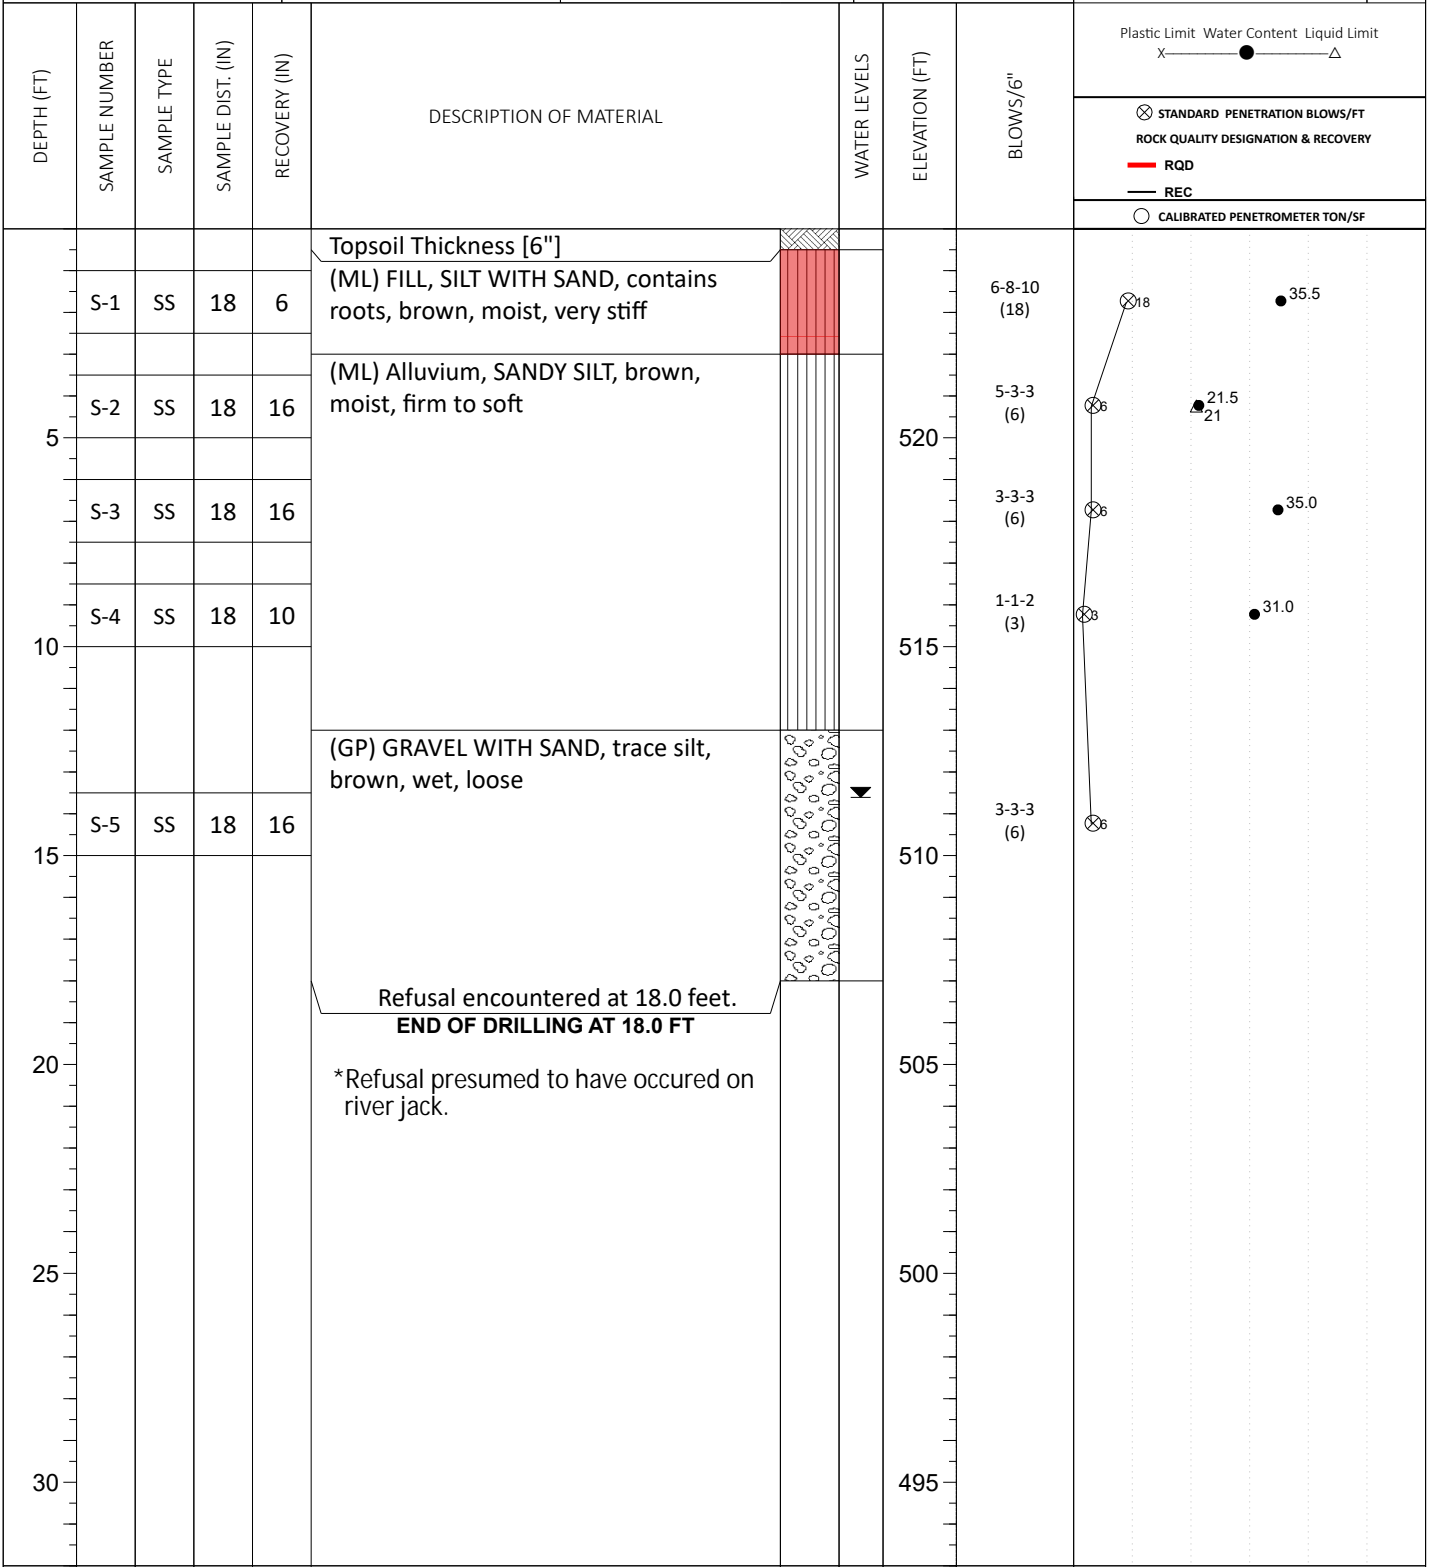 DEPTH (FT)
SAMPLE NUMBER
SAMPLE TYPE
SAMPLE DIST. (IN)
RECOVERY (IN)
DESCRIPTION OF MATERIAL
WATER LEVELS
ELEVATION (FT)
BLOWS/6"
Plastic Limit Water Content Liquid Limit
X
STANDARD PENETRATION BLOWS/FT
ROCK QUALITY DESIGNATION & RECOVERY
RQD
REC
CALIBRATED PENETROMETER TON/SF
Topsoil Thickness [6"]
(ML) FILL, SILT WITH SAND, contains
roots, brown, moist, very stiff
S-1 SS 18 6
6-8-10
(18)
18
35.5
(ML) Alluvium, SANDY SILT, brown,
moist, firm to soft
S-2 SS 18 16
5-3-3
(6)
6
21.5
21
5
520
S-3 SS 18 16
3-3-3
(6)
6
35.0
S-4 SS 18 10
1-1-2
(3)
3
31.0
10
515
(GP) GRAVEL WITH SAND, trace silt,
brown, wet, loose
S-5 SS 18 16
3-3-3
(6)
6
15
510
Refusal encountered at 18.0 feet.
END OF DRILLING AT 18.0 FT
20
505
*Refusal presumed to have occured on
river jack.
25
500
30
495